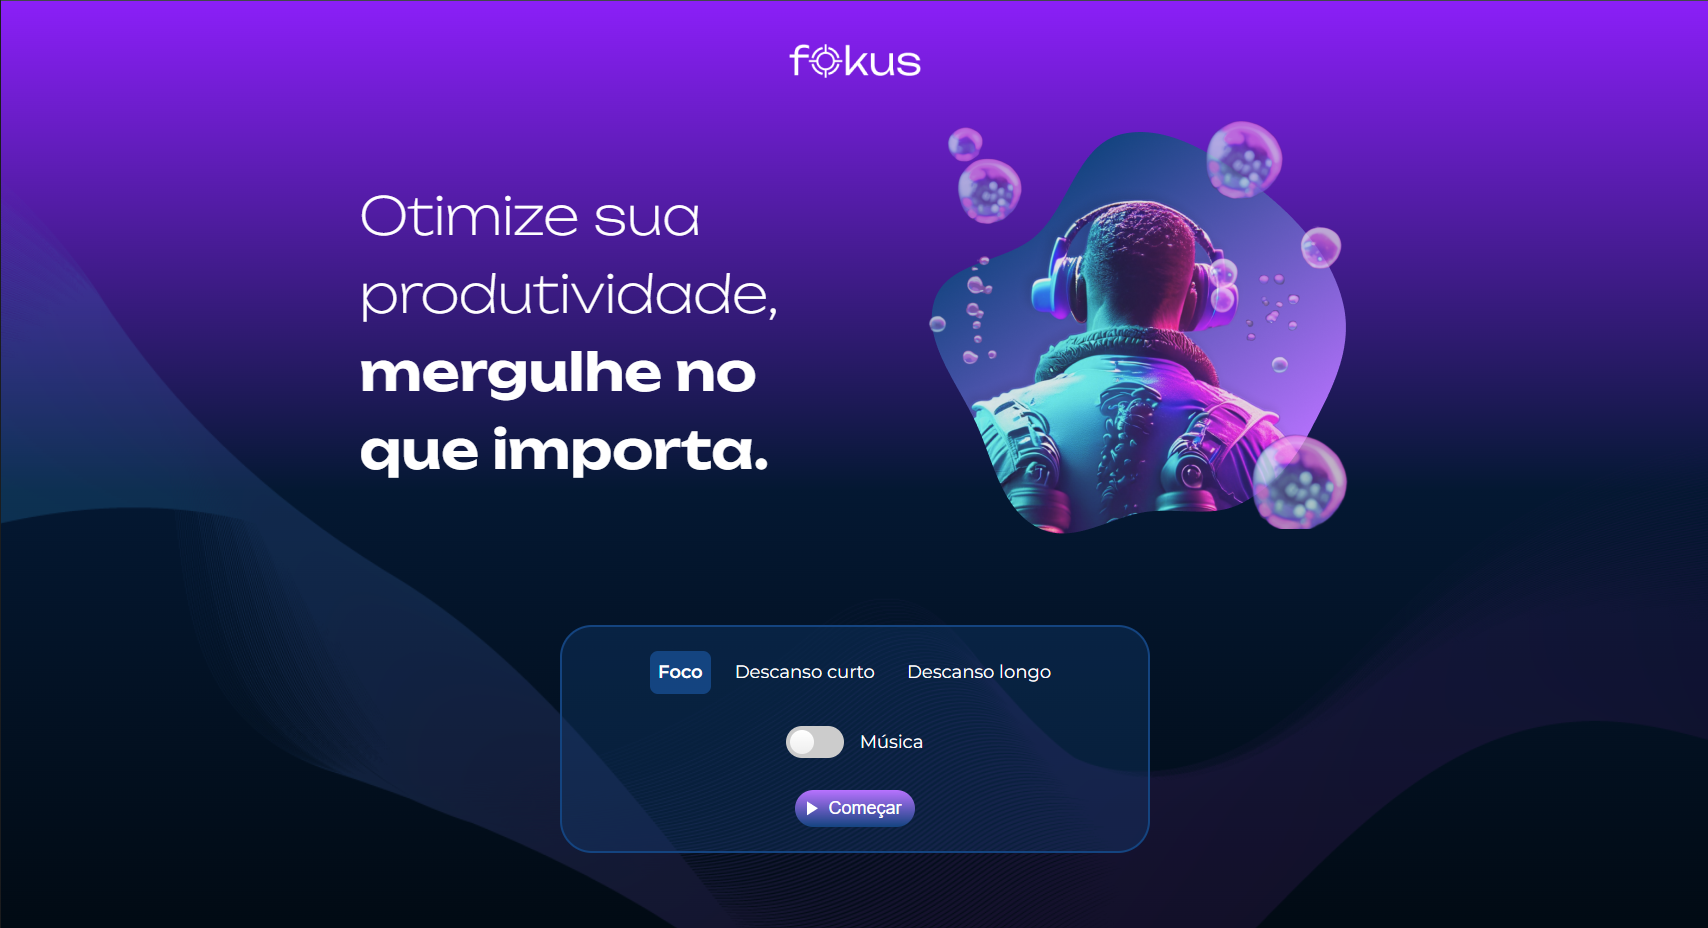 fokus
Otimize sua
produtividade,
mergulhe no
que importa.
Foco Descanso curto Descanso longo
Música
Começar